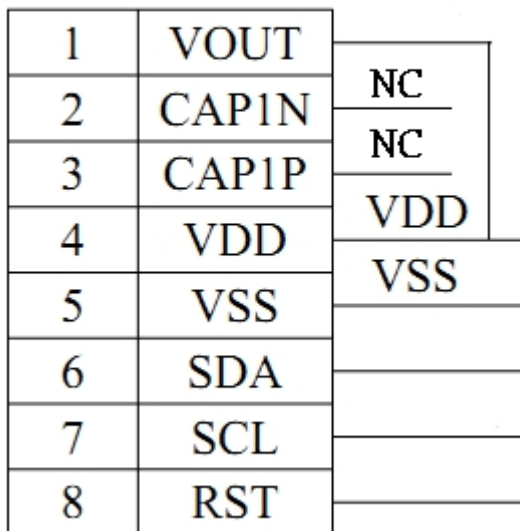 1 VOUT
NC
2 CAP1N
NC
3 CAP1P
VDD
4 VDD
VSS
5 VSS
6 SDA
7 SCL
8 RST